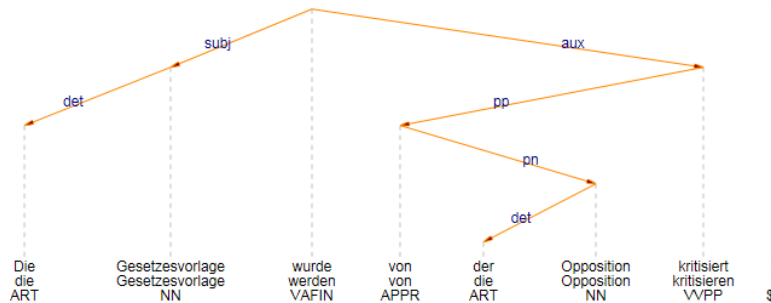 subj
aux
det
pp
pn
det
Die Gesetzesvorlage wurde von der Opposition kritisiert
die Gesetzesvorlage werden von die Opposition kritisieren
ART NN VAFIN APPR ART NN VVPP